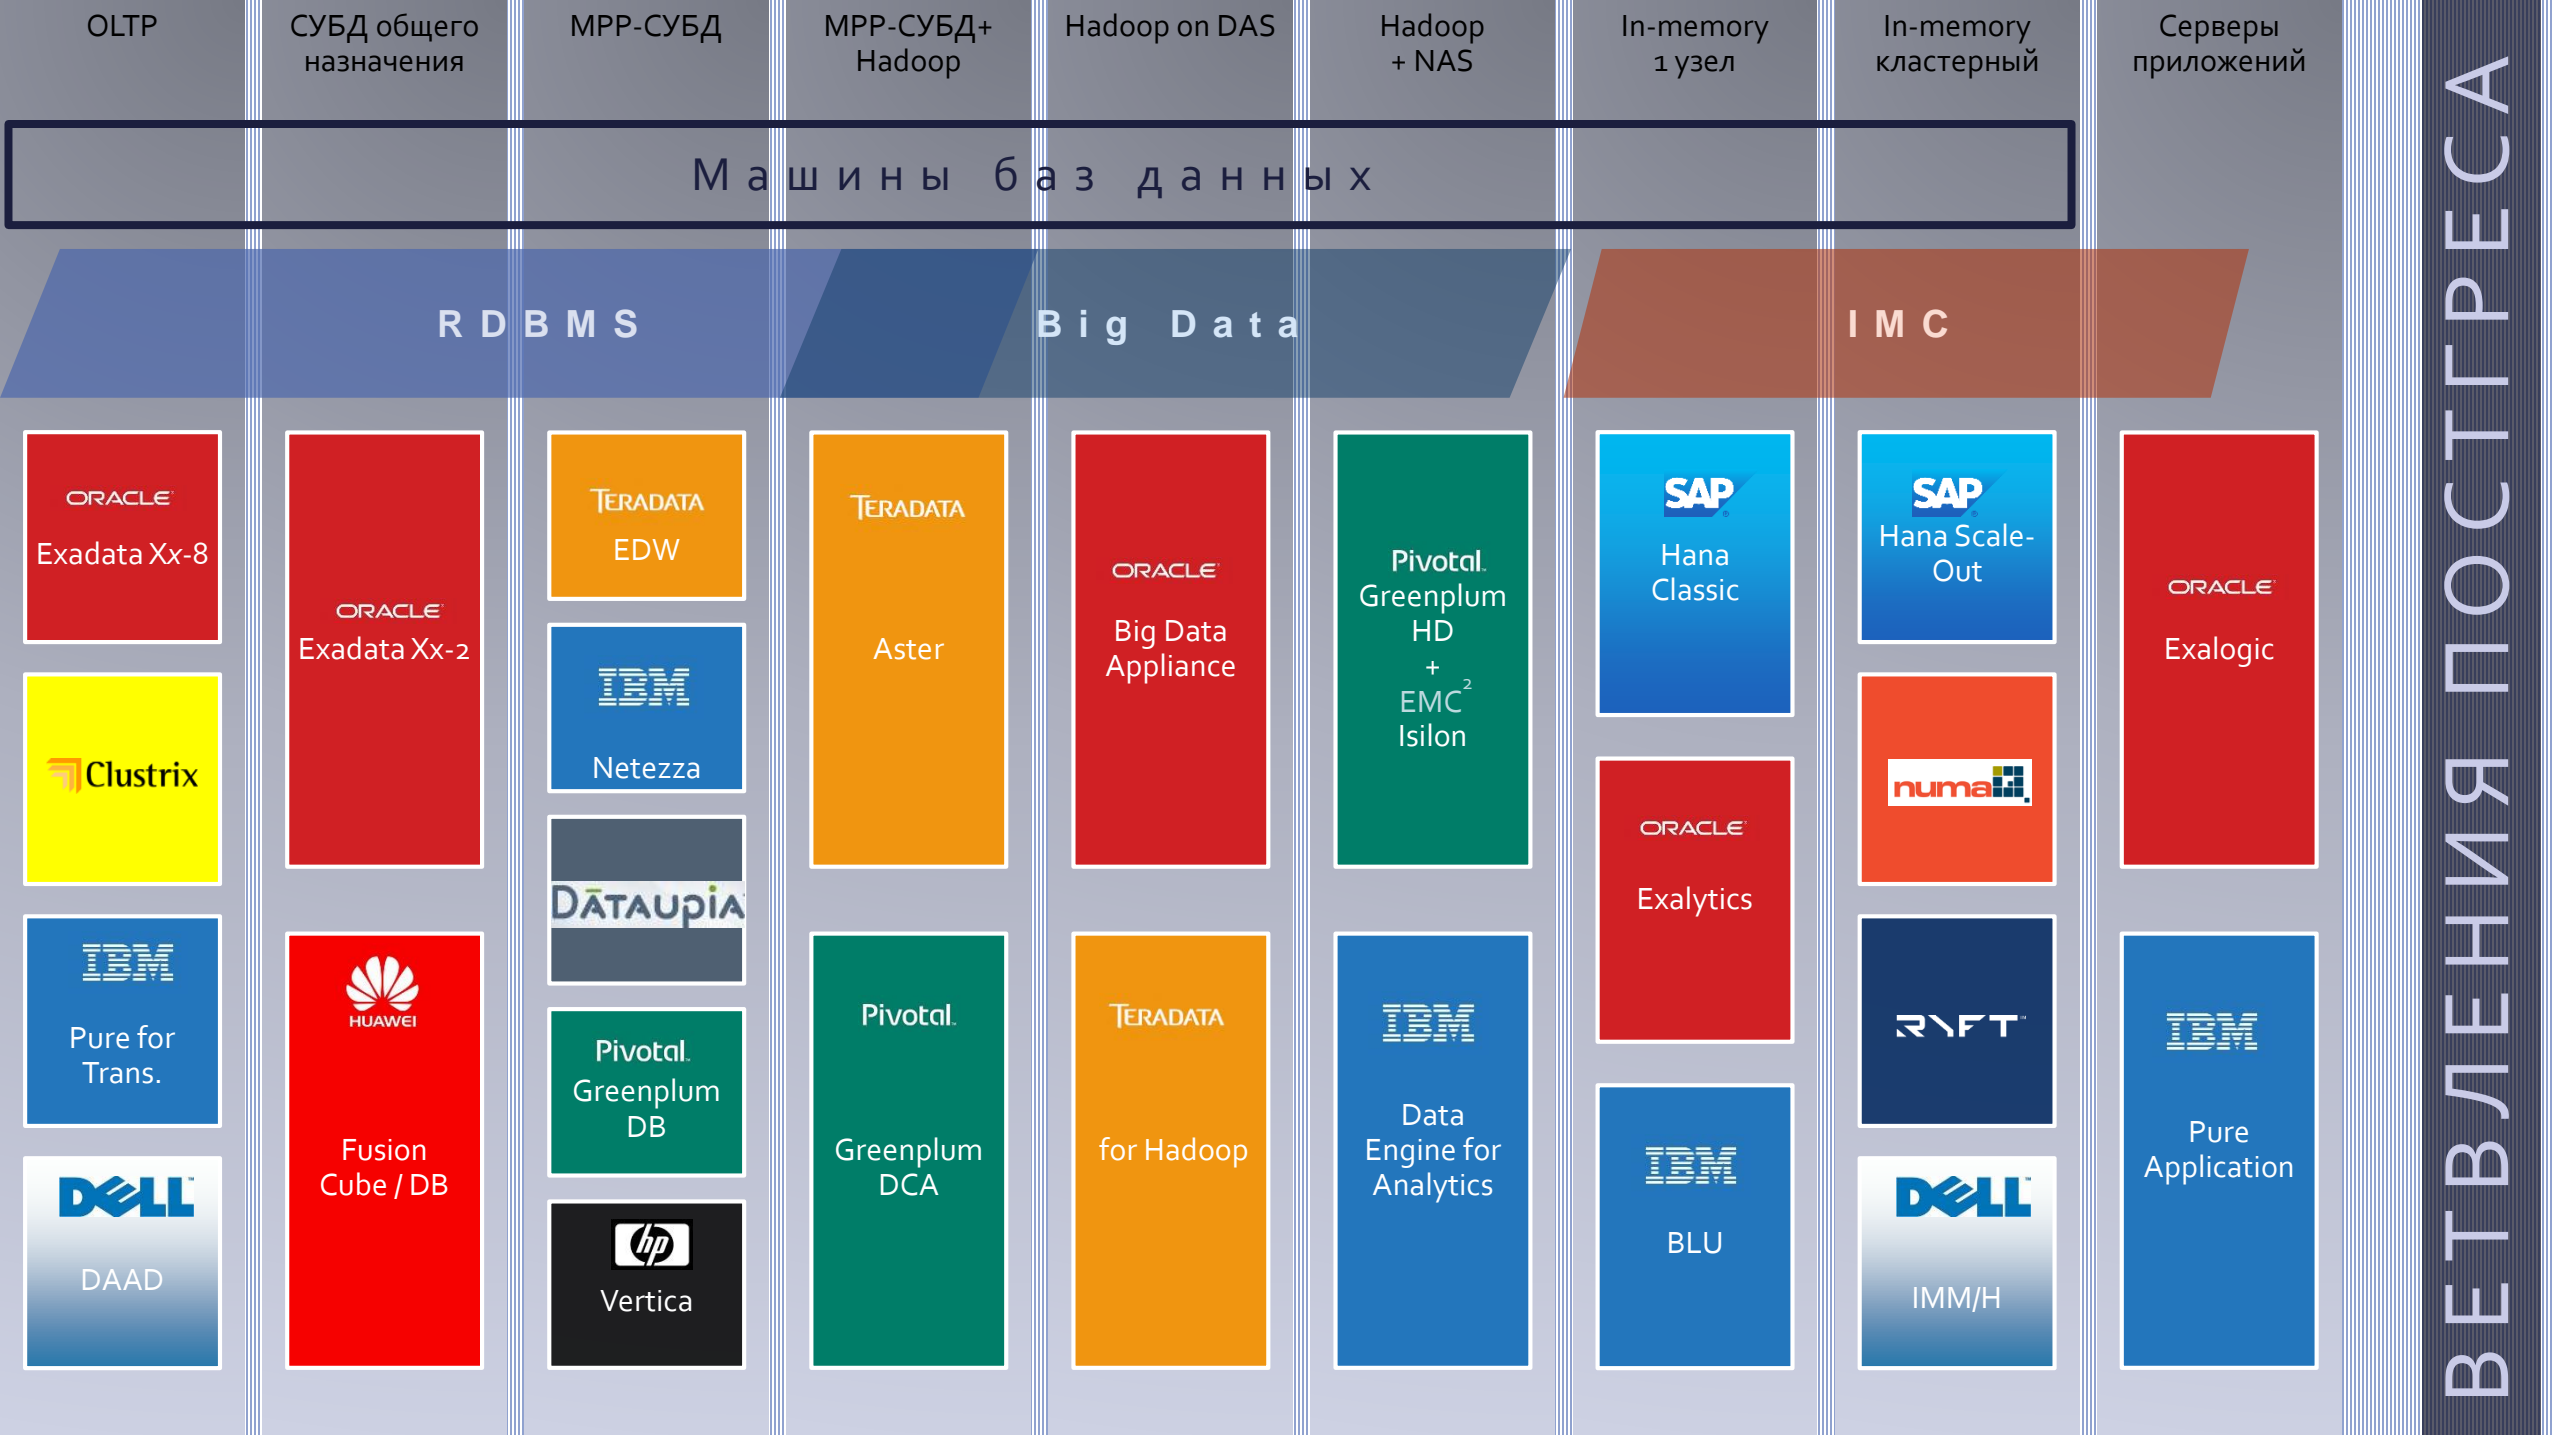 OLTP
СУБД общего
назначения
MPP-СУБД
MPP-СУБД+
Hadoop
Hadoop on DAS
Hadoop
+ NAS
In-memory
1 узел
In-memory
кластерный
Серверы
приложений
Машины баз данных
RDBMS
Big Data
IMC
ORACLE
Exadata Xx-8
Clustrix
IBM
Pure for
Trans.
DELL
DAAD
ORACLE
Exadata Xx-2
HUAWEI
Fusion
Cube / DB
TERADATA
EDW
IBM
Netezza
DATAUPIA
Pivotal
Greenplum
DB
hp
Vertica
TERADATA
Aster
Pivotal
Greenplum
DCA
ORACLE
Big Data
Appliance
TERADATA
for Hadoop
Pivotal
Greenplum
HD
+
EMC²
Isilon
IBM
Data
Engine for
Analytics
SAP
Hana
Classic
ORACLE
Exalytics
IBM
BLU
SAP
Hana Scale-
Out
numaQ
RYFT
DELL
IMM/H
ORACLE
Exalogic
IBM
Pure
Application
ВЕТВЛЕНИЯ ПОСТГРЕСА